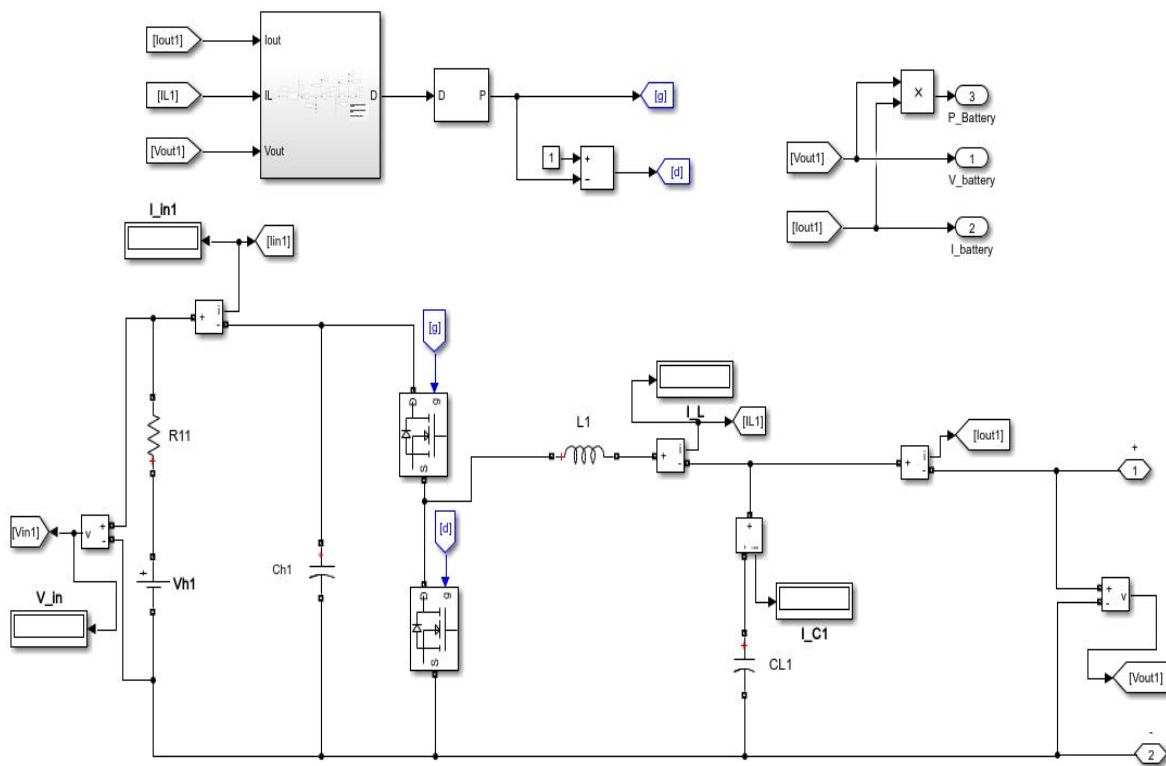 [Iout1]
Iout
[IL1]
IL
D
D
P
[g]
[Vout1]
Vout
1
+
-
[d]
×
3
P_Battery
[Vout1]
1
V_battery
[Iout1]
2
I_battery
I_in1
[Iin1]
+
i
-
[g]
g
D
S
R11
+
L1
+
I_L
[IL1]
+
i
-
[Iout1]
+
i
-
+
1
[Vin1]
v
+
-
V_in
+
Vh1
+
Ch1
[d]
g
D
S
+
i
-
I_C1
+
CL1
+
-
v
[Vout1]
-
2